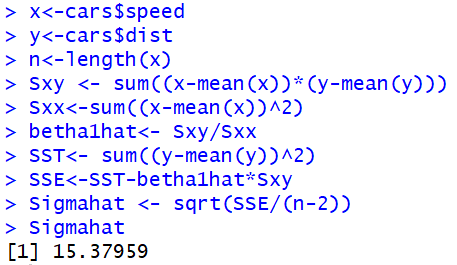 > x<-cars$speed
> y<-cars$dist
> n<-length(x)
> Sxy <- sum((x-mean(x))*(y-mean(y)))
> Sxx<-sum((x-mean(x))^2)
> betha1hat<- Sxy/Sxx
> SST<- sum((y-mean(y))^2)
> SSE<-SST-betha1hat*Sxy
> Sigmahat <- sqrt(SSE/(n-2))
> Sigmahat
[1] 15.37959